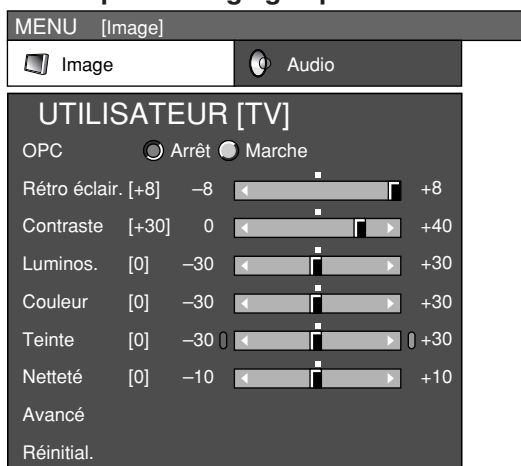 MENU [Image]
Image Audio
UTILISATEUR [TV]
OPC Arrêt Marche
Rétro éclair. [+8] –8 +8
Contraste [+30] 0 +40
Luminos. [0] –30 +30
Couleur [0] –30 +30
Teinte [0] –30 +30
Netteté [0] –10 +10
Avancé
Réinitial.